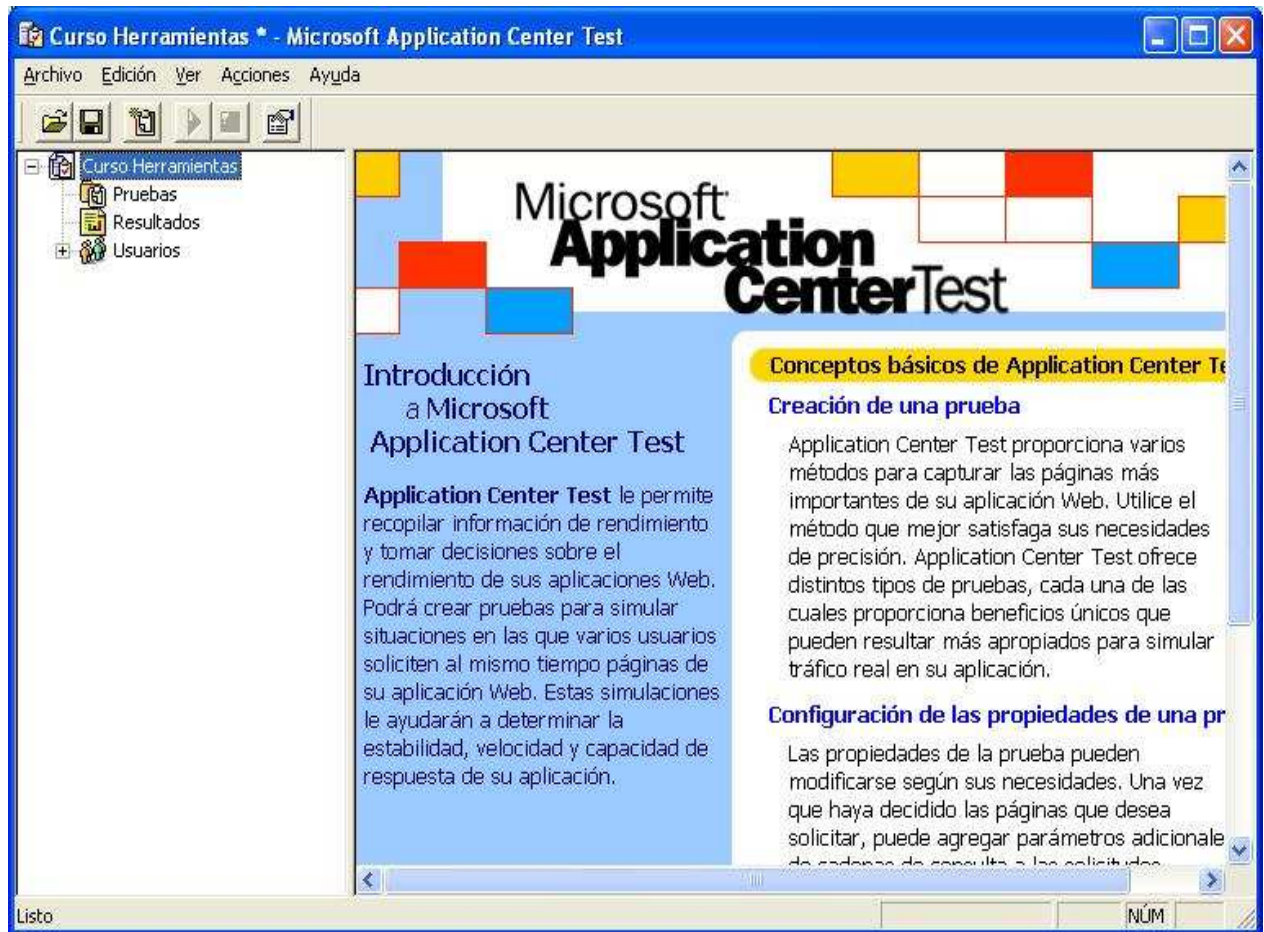 Curso Herramientas * - Microsoft Application Center Test
Archivo Edición Ver Acciones Ayuda
Curso Herramientas
Pruebas
Resultados
Usuarios
Microsoft
Application
CenterTest
Introducción
a Microsoft
Application Center Test
Application Center Test le permite
recopilar información de rendimiento
y tomar decisiones sobre el
rendimiento de sus aplicaciones Web.
Podrá crear pruebas para simular
situaciones en las que varios usuarios
soliciten al mismo tiempo páginas de
su aplicación Web. Estas simulaciones
le ayudarán a determinar la
estabilidad, velocidad y capacidad de
respuesta de su aplicación.
Conceptos básicos de Application Center Te
Creación de una prueba
Application Center Test proporciona varios
métodos para capturar las páginas más
importantes de su aplicación Web. Utilice el
método que mejor satisfaga sus necesidades
de precisión. Application Center Test ofrece
distintos tipos de pruebas, cada una de las
cuales proporciona beneficios únicos que
pueden resultar más apropiados para simular
tráfico real en su aplicación.
Configuración de las propiedades de una pr
Las propiedades de la prueba pueden
modificarse según sus necesidades. Una vez
que haya decidido las páginas que desea
solicitar, puede agregar parámetros adicionale
de cadenas de consulta a las solicitudes
Listo
NÚM